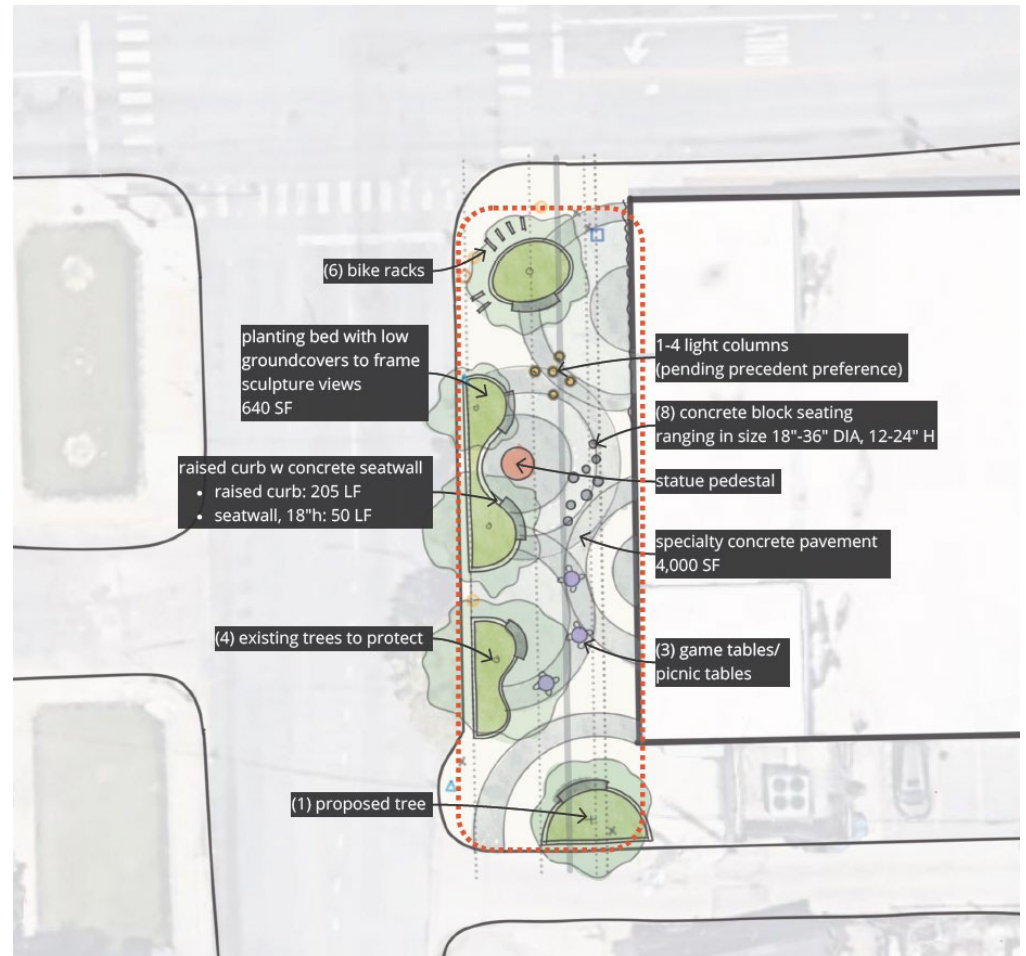 ONLY
(6) bike racks
planting bed with low
groundcovers to frame
sculpture views
640 SF
raised curb w concrete seatwall
• raised curb: 205 LF
• seatwall, 18"h: 50 LF
(4) existing trees to protect
(1) proposed tree
H
1-4 light columns
(pending precedent preference)
(8) concrete block seating
ranging in size 18"-36" DIA, 12-24" H
statue pedestal
specialty concrete pavement
4,000 SF
(3) game tables/
picnic tables